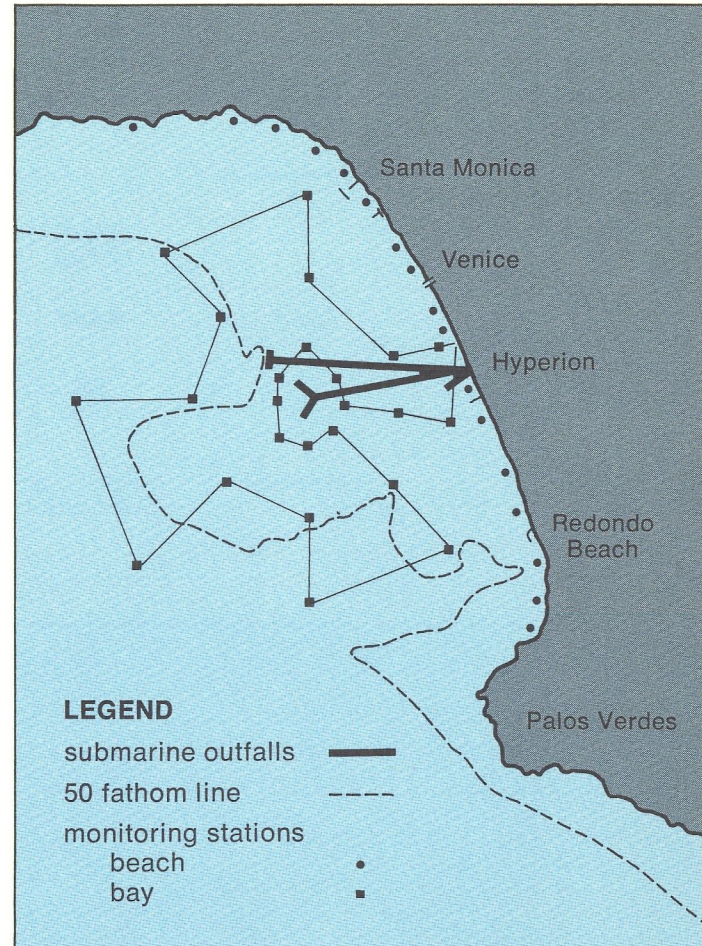 Santa Monica
Venice
Hyperion
Redondo
Beach
Palos Verdes
LEGEND
submarine outfalls
50 fathom line
monitoring stations
beach
bay